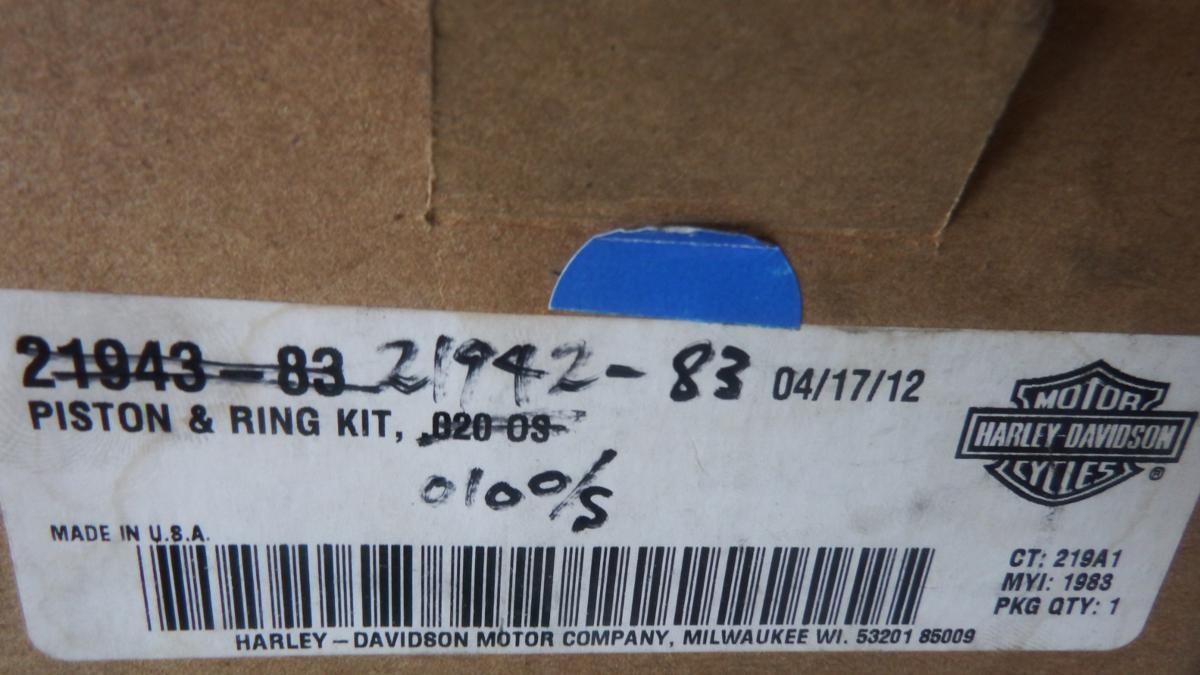 21943-83 21942-83 04/17/12
PISTON & RING KIT, .020 OS
010 O/S
MOTOR
HARLEY-DAVIDSON
CYCLES
®
MADE IN U.S.A.
CT: 219A1
MYI: 1983
PKG QTY: 1
HARLEY-DAVIDSON MOTOR COMPANY, MILWAUKEE WI. 53201 85009